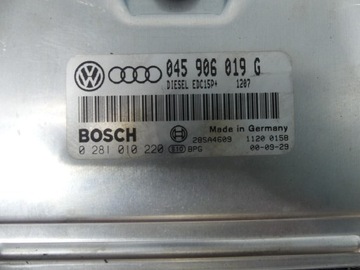 045 906 019 G
DIESEL EDC15P+ 1207
BOSCH
Made in Germany
28SA4609 1120 0158
0 281 010 220 BPG 00-09-29